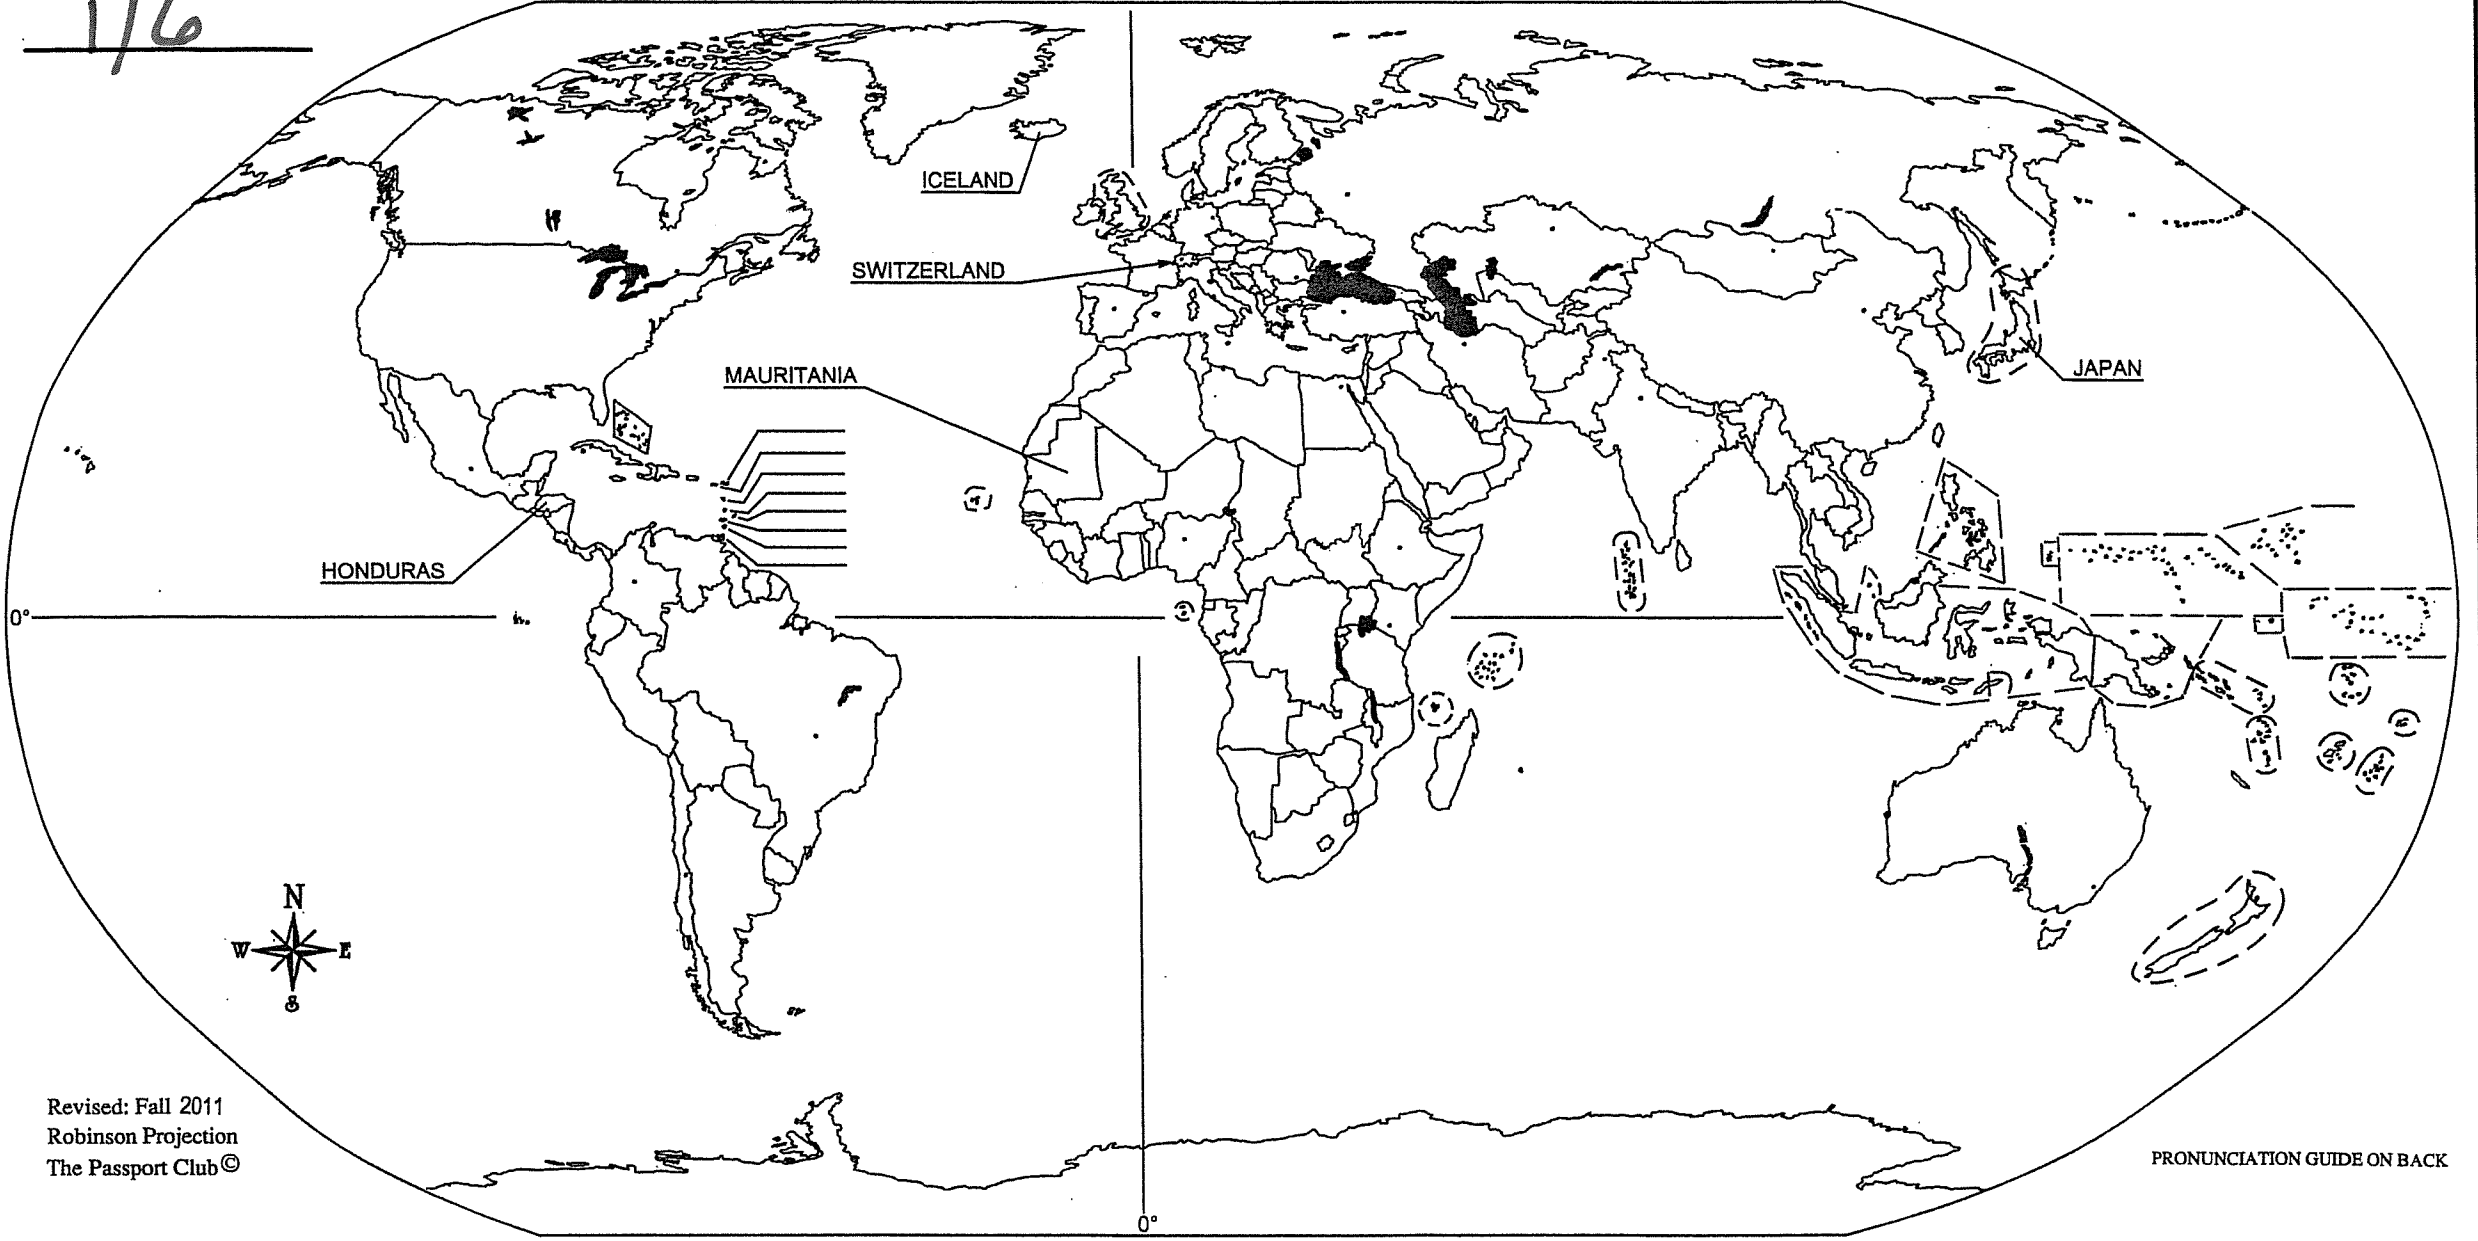 1/6
ICELAND
SWITZERLAND
MAURITANIA
JAPAN
HONDURAS
0°
N
W E
S
Revised: Fall 2011
Robinson Projection
The Passport Club©
PRONUNCIATION GUIDE ON BACK
0°